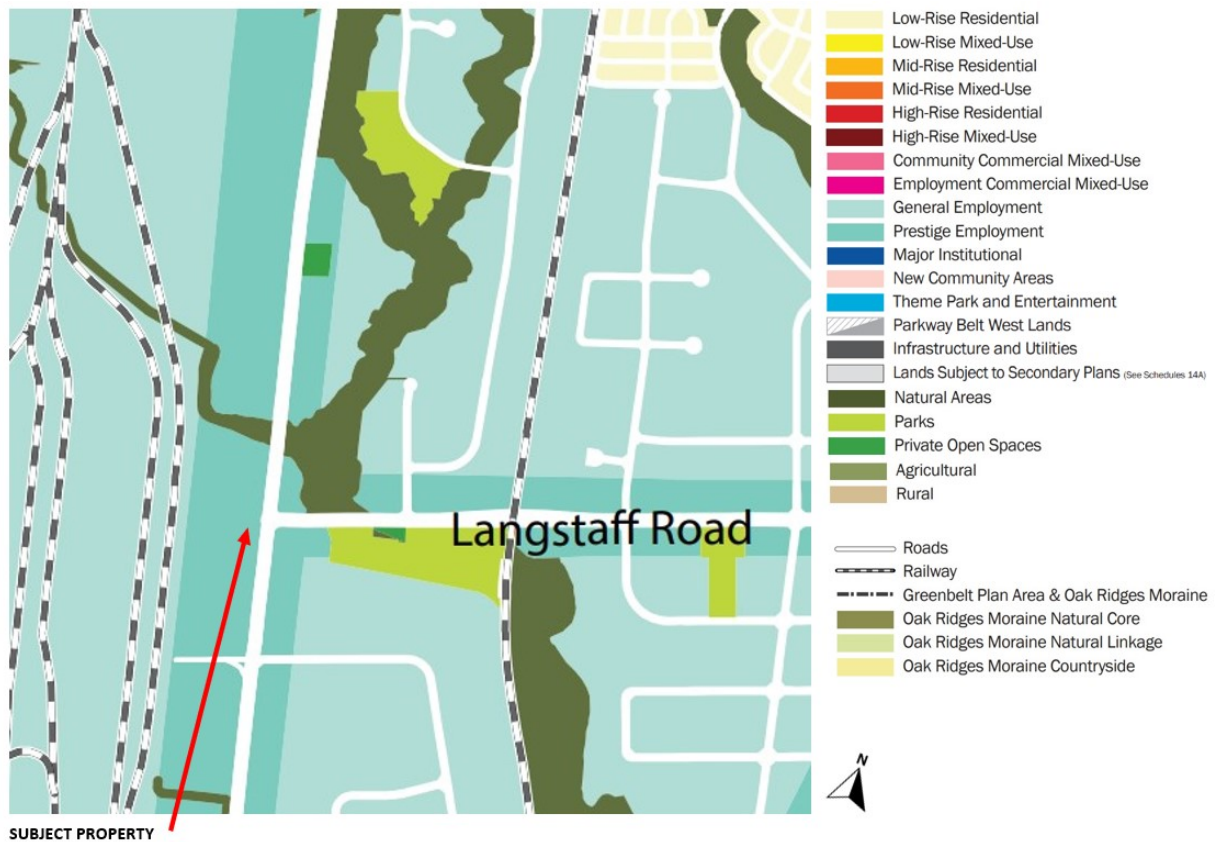 Low-Rise Residential
Low-Rise Mixed-Use
Mid-Rise Residential
Mid-Rise Mixed-Use
High-Rise Residential
High-Rise Mixed-Use
Community Commercial Mixed-Use
Employment Commercial Mixed-Use
General Employment
Prestige Employment
Major Institutional
New Community Areas
Theme Park and Entertainment
Parkway Belt West Lands
Infrastructure and Utilities
Lands Subject to Secondary Plans (See Schedules 14A)
Natural Areas
Parks
Private Open Spaces
Agricultural
Rural
Langstaff Road
Roads
Railway
Greenbelt Plan Area & Oak Ridges Moraine
Oak Ridges Moraine Natural Core
Oak Ridges Moraine Natural Linkage
Oak Ridges Moraine Countryside
N
SUBJECT PROPERTY